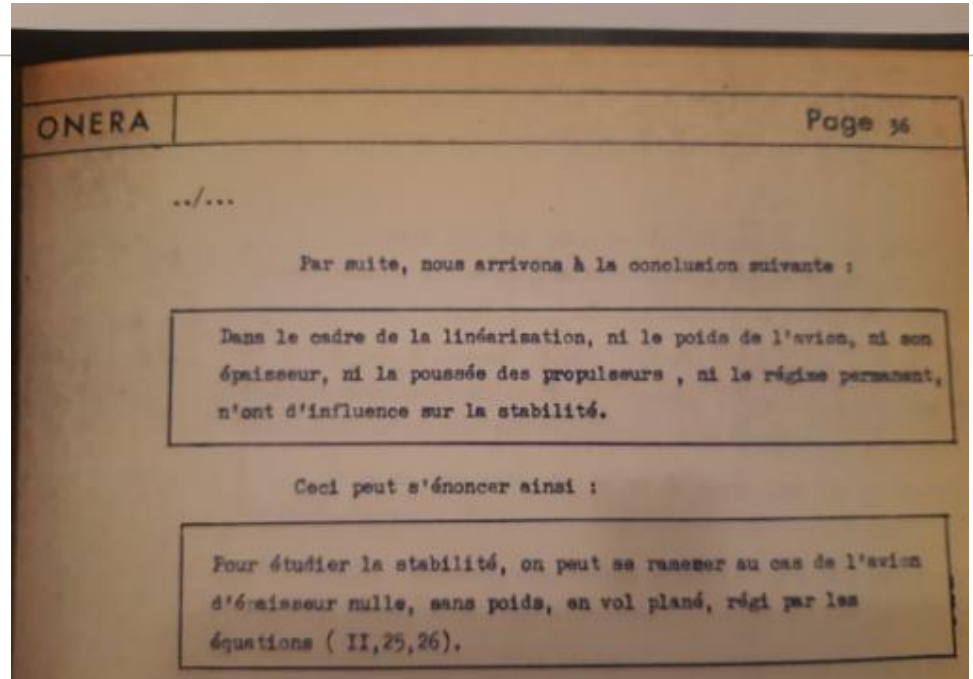 ONERA Page 36
../...
Par suite, nous arrivons à la conclusion suivante :
Dans le cadre de la linéarisation, ni le poids de l'avion, ni son
épaisseur, ni la poussée des propulseurs , ni le régime permanent,
n'ont d'influence sur la stabilité.
Ceci peut s'énoncer ainsi :
Pour étudier la stabilité, on peut se ramener au cas de l'avion
d'épaisseur nulle, sans poids, en vol plané, régi par les
équations ( II,25,26).